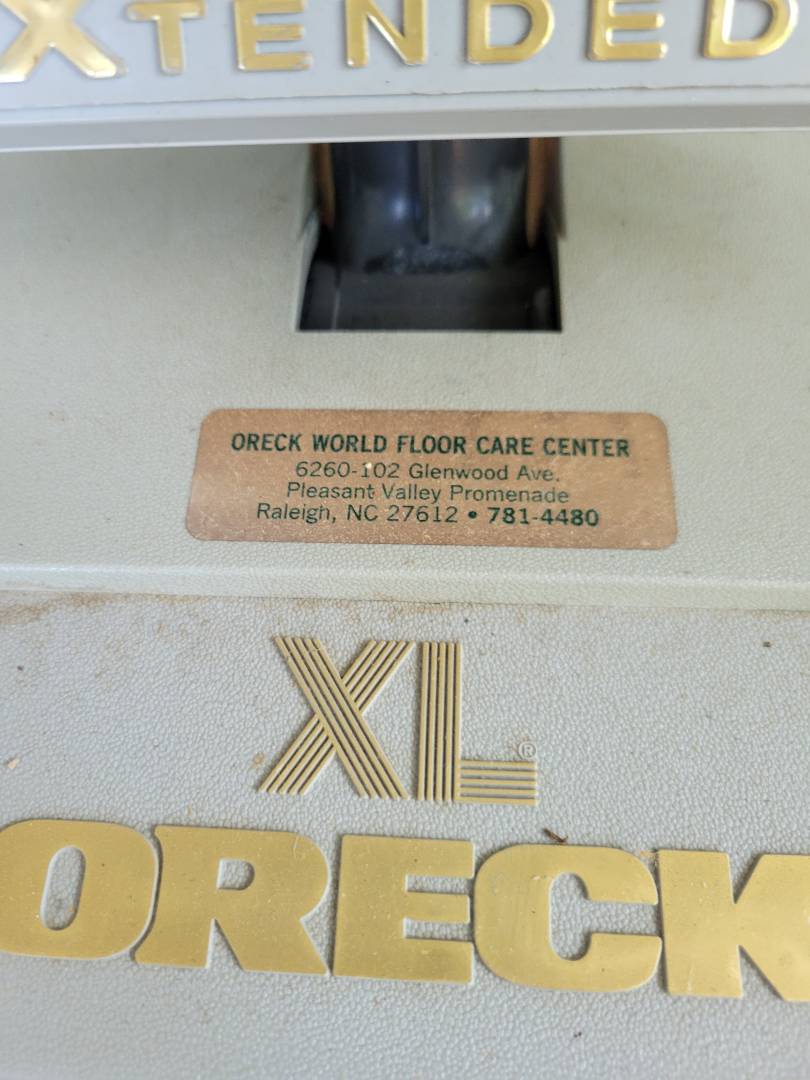 XTENDED
ORECK WORLD FLOOR CARE CENTER
6260-102 Glenwood Ave.
Pleasant Valley Promenade
Raleigh, NC 27612 • 781-4480
XL®
ORECK